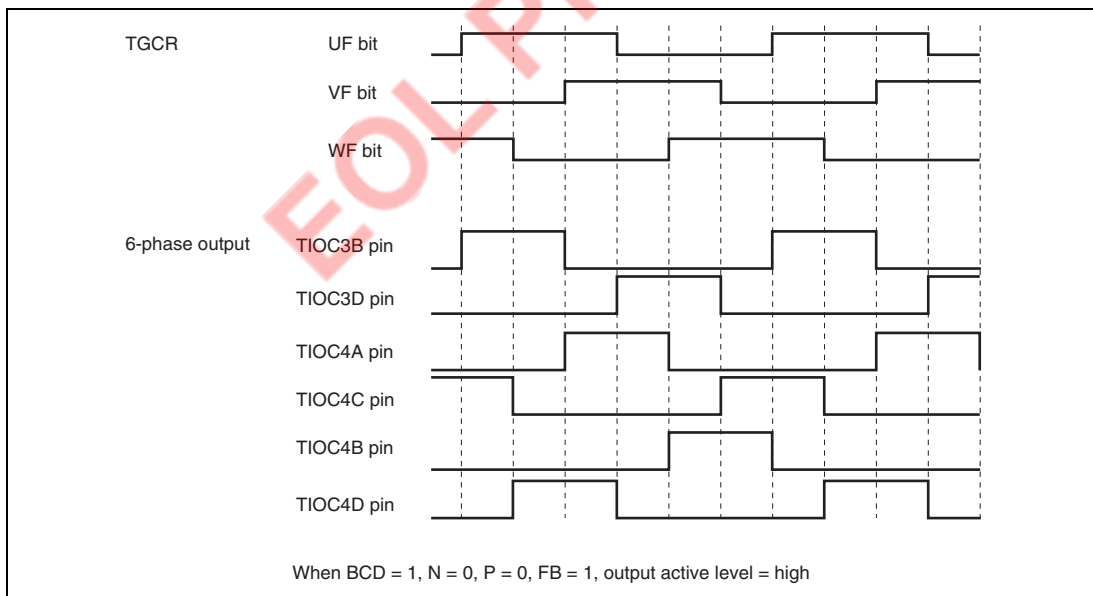 TGCR UF bit
VF bit
WF bit
6-phase output TIOC3B pin
TIOC3D pin
TIOC4A pin
TIOC4C pin
TIOC4B pin
TIOC4D pin
When BCD = 1, N = 0, P = 0, FB = 1, output active level = high
EOL P